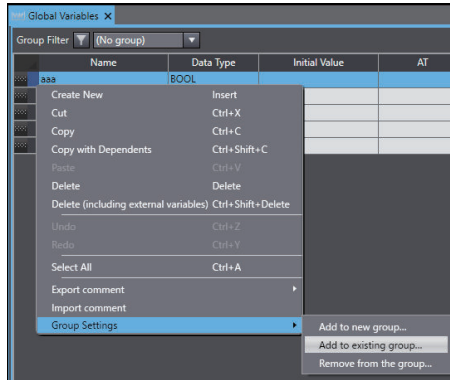 Global Variables X
Group Filter (No group)
Name Data Type Initial Value AT
aaa BOOL
Create New Insert
Cut Ctrl+X
Copy Ctrl+C
Copy with Dependents Ctrl+Shift+C
Paste Ctrl+V
Delete Delete
Delete (including external variables) Ctrl+Shift+Delete
Undo Ctrl+Z
Redo Ctrl+Y
Select All Ctrl+A
Export comment
Import comment
Group Settings
Add to new group...
Add to existing group...
Remove from the group...